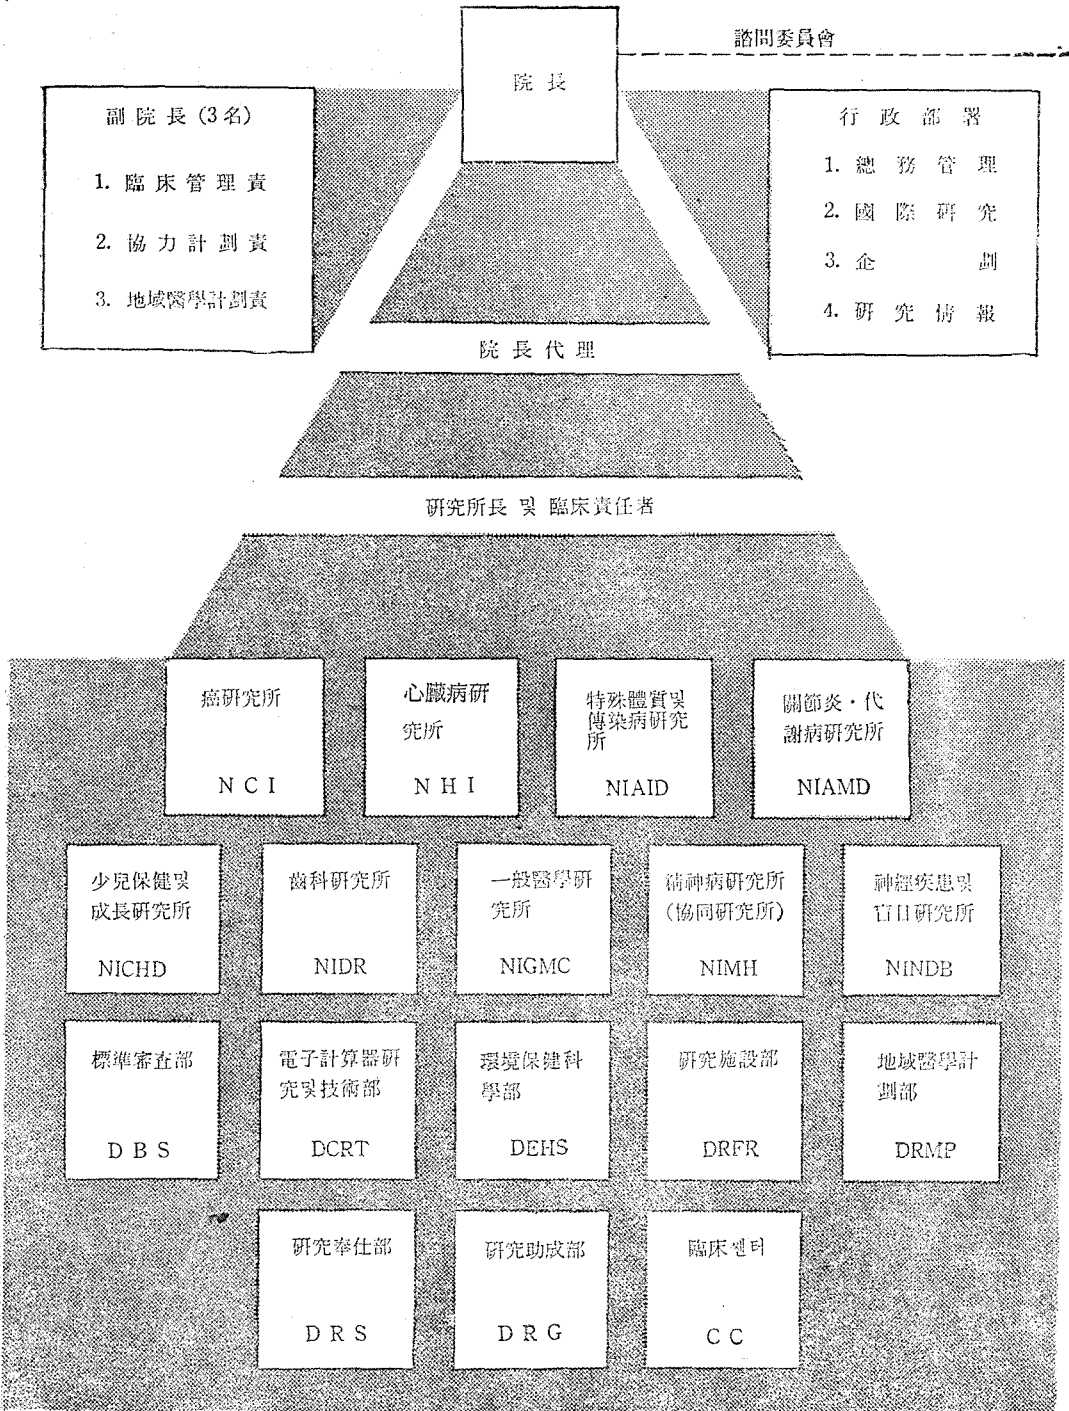 諮問委員會
院長
副院長 (3名)
1. 臨床管理責
2. 協力計劃責
3. 地域醫學計劃責
行政部署
1. 總務管理
2. 國際研究
3. 企劃
4. 研究情報
院長代理
研究所長 및 臨床責任者
癌研究所
NCI
心臟病研
究所
NHI
特殊體質및
傳染病研究
所
NIAID
關節炎・代
謝病研究所
NIAMD
少兒保健및
成長研究所
NICHD
齒科研究所
NIDR
一般醫學研
究所
NIGMC
精神病研究所
(協同研究所)
NIMH
神經疾患및
盲目研究所
NINDB
標準審査部
DBS
電子計算器研
究및技術部
DCRT
環境保健科
學部
DEHS
研究施設部
DRFR
地域醫學計
劃部
DRMP
研究奉仕部
DRS
研究助成部
DRG
臨床센터
CC